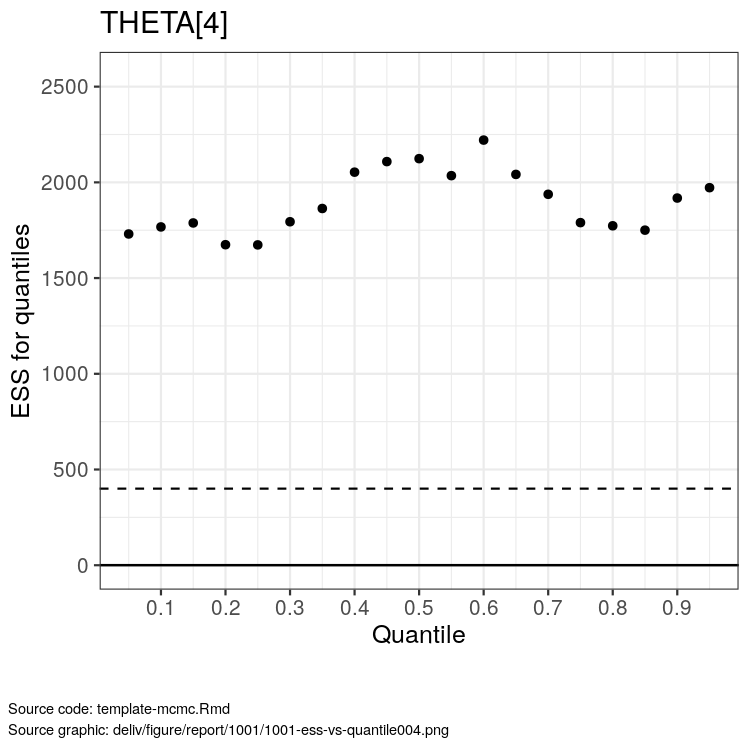 THETA[4]
ESS for quantiles
2500
2000
1500
1000
500
0
0.1 0.2 0.3 0.4 0.5 0.6 0.7 0.8 0.9
Quantile
Source code: template-mcmc.Rmd
Source graphic: deliv/figure/report/1001/1001-ess-vs-quantile004.png